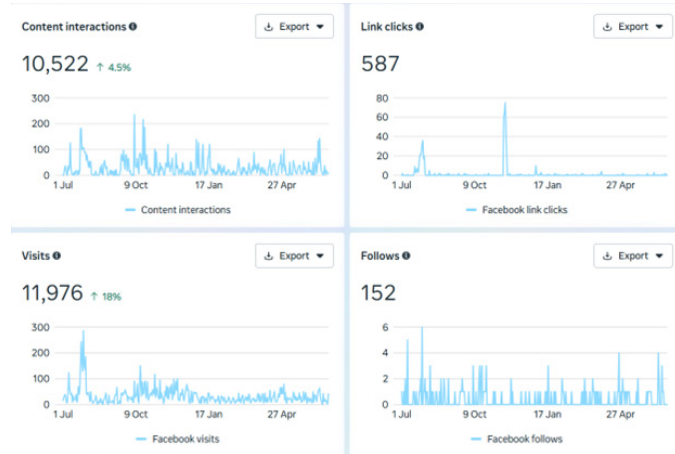 Content interactions
Export
10,522 ↑ 4.5%
300
200
100
0
1 Jul 9 Oct 17 Jan 27 Apr
Content interactions
Link clicks
Export
587
80
60
40
20
0
1 Jul 9 Oct 17 Jan 27 Apr
Facebook link clicks
Visits
Export
11,976 ↑ 18%
300
200
100
0
1 Jul 9 Oct 17 Jan 27 Apr
Facebook visits
Follows
Export
152
6
4
2
0
1 Jul 9 Oct 17 Jan 27 Apr
Facebook follows